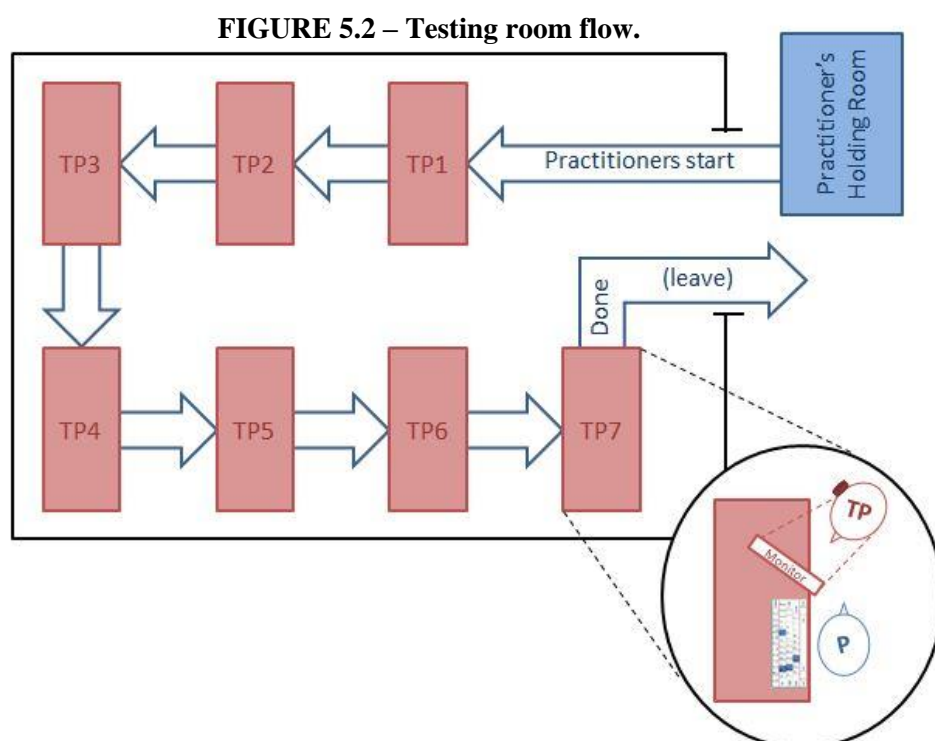 FIGURE 5.2 – Testing room flow.
Practitioner's
Holding Room
Practitioners start
TP1
TP2
TP3
TP4
TP5
TP6
TP7
Done
(leave)
TP
Monitor
P